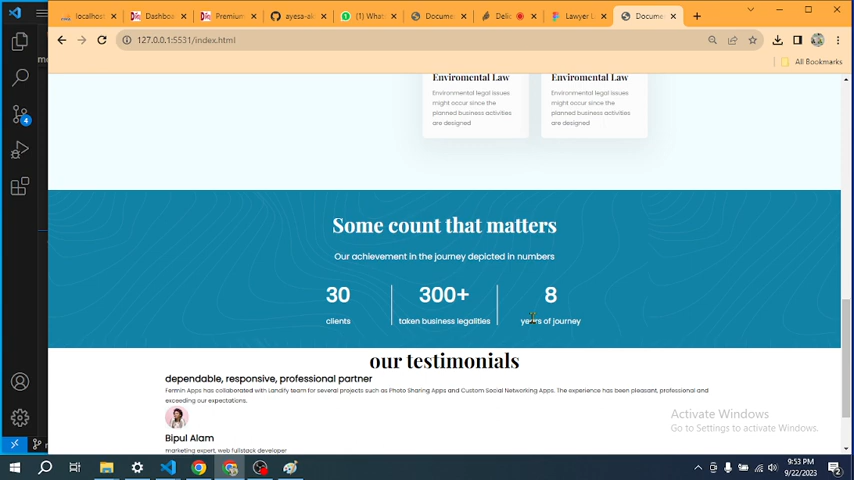 localhost
Dashboa
Premium
ayesa-al
(1) What
Docume
Delic
Lawyer L
Docume
127.0.0.1:5531/index.html
All Bookmarks
Enviromental Law
Enviromental Law
Environmental legal issues
might occur since the
planned business activities
are designed
Environmental legal issues
might occur since the
planned business activities
are designed
4
Some count that matters
Our achievement in the journey depicted in numbers
30
300+
8
clients
taken business legalities
years of journey
our testimonials
dependable, responsive, professional partner
Fermin Apps has collaborated with Landify team for several projects such as Photo Sharing Apps and Custom Social Networking Apps. The experience has been pleasant, professional and
exceeding our expectations.
Bipul Alam
marketing expert, web fullstack developer
Activate Windows
Go to Settings to activate Windows.
9:53 PM
9/22/2023
2